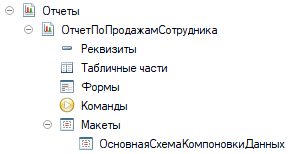 Отчеты
ОтчетПоПродажамСотрудника
Реквизиты
Табличные части
Формы
Команды
Макеты
ОсновнаяСхемаКомпоновкиДанных